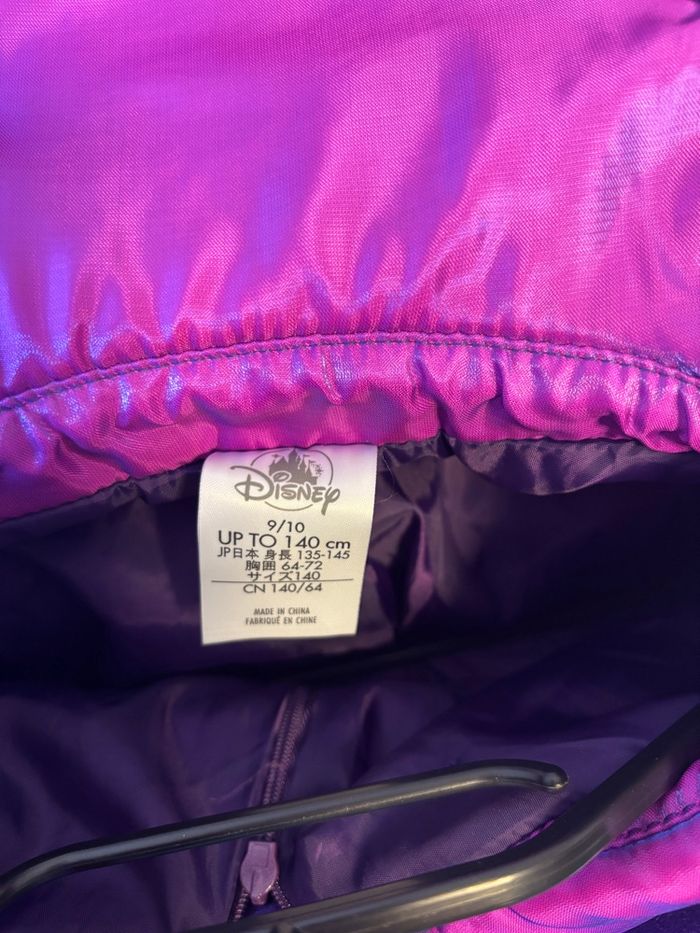 Disney
9/10
UP TO 140 cm
JP日本 身長 135-145
胸囲 64-72
サイズ140
CN 140/64
MADE IN CHINA
FABRIQUÉ EN CHINE